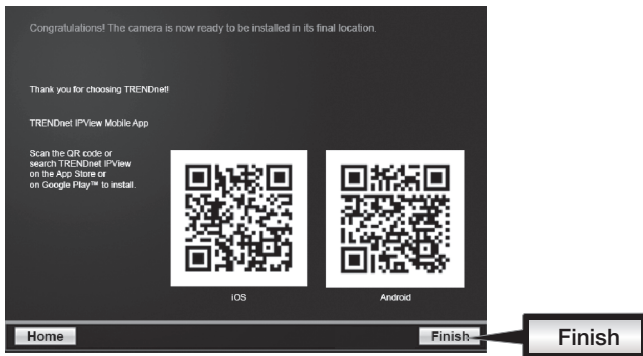 Congratulations! The camera is now ready to be installed in its final location.
Thank you for choosing TRENDnet!
TRENDnet IPView Mobile App
Scan the QR code or
search TRENDnet IPView
on the App Store or
on Google Play™ to install.
iOS
Android
Home
Finish
Finish